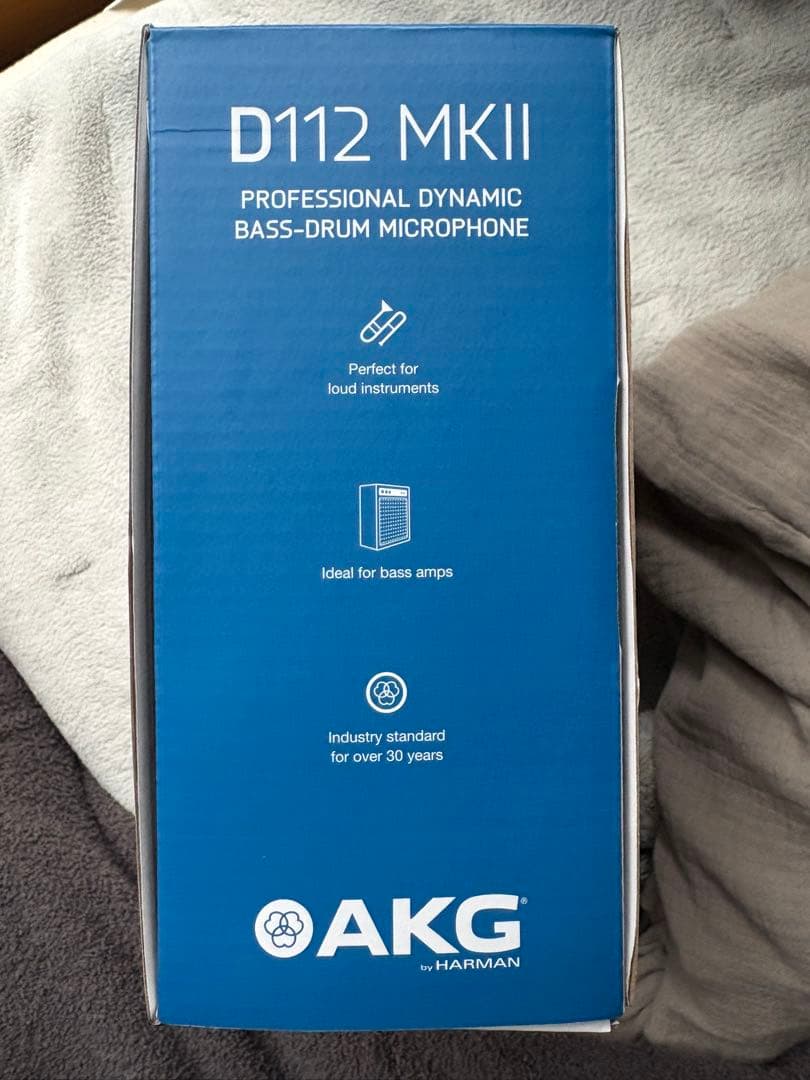 D112 MKII
PROFESSIONAL DYNAMIC
BASS-DRUM MICROPHONE
Perfect for
loud instruments
Ideal for bass amps
Industry standard
for over 30 years
AKG®
by HARMAN